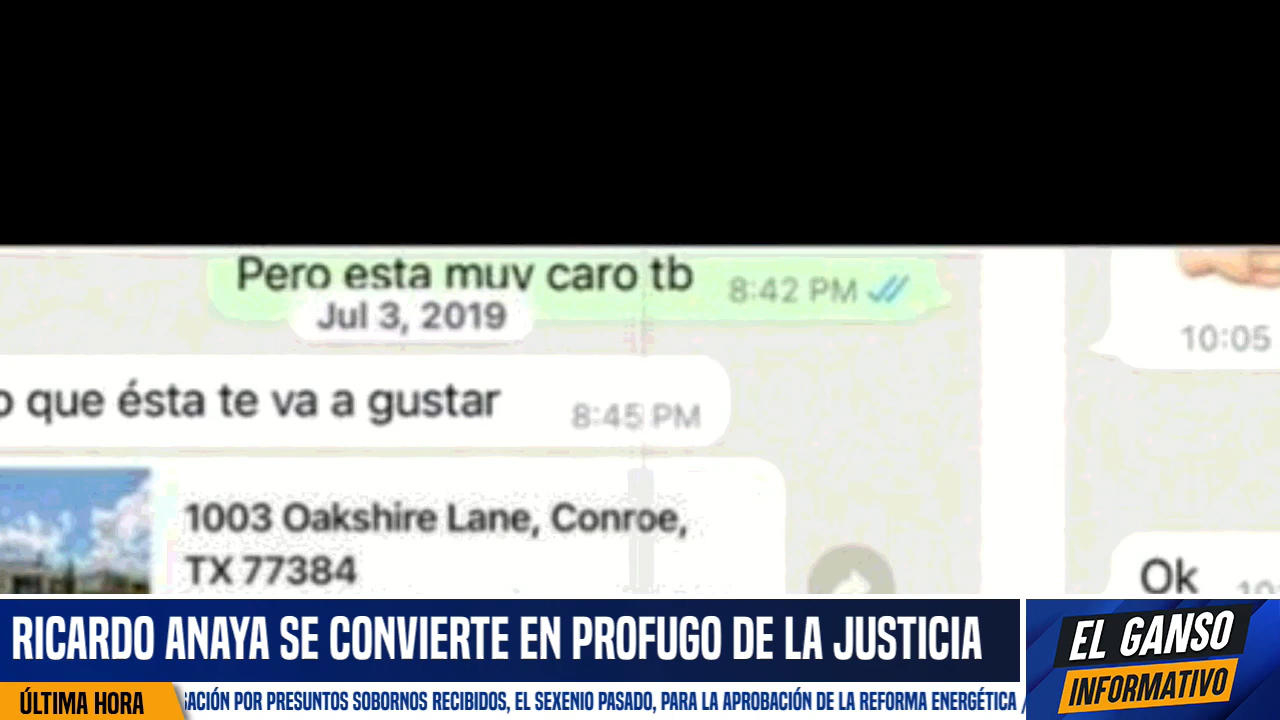 Pero esta muy caro tb 8:42 PM
Jul 3, 2019
10:05
que ésta te va a gustar 8:45 PM
1003 Oakshire Lane, Conroe,
TX 77384
Ok
RICARDO ANAYA SE CONVIERTE EN PROFUGO DE LA JUSTICIA
EL GANSO
INFORMATIVO
ÚLTIMA HORA
POR PRESUNTOS SOBORNOS RECIBIDOS, EL SEXENIO PASADO, PARA LA APROBACIÓN DE LA REFORMA ENERGÉTICA /